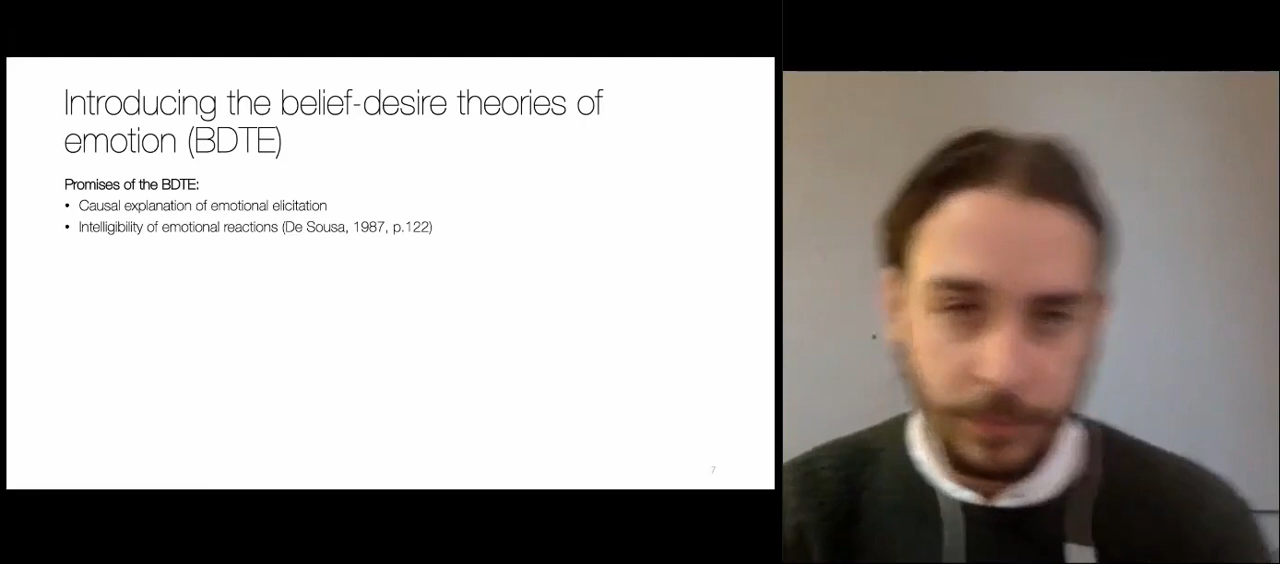 Introducing the belief-desire theories of
emotion (BDTE)
Promises of the BDTE:
• Causal explanation of emotional elicitation
• Intelligibility of emotional reactions (De Sousa, 1987, p.122)
7